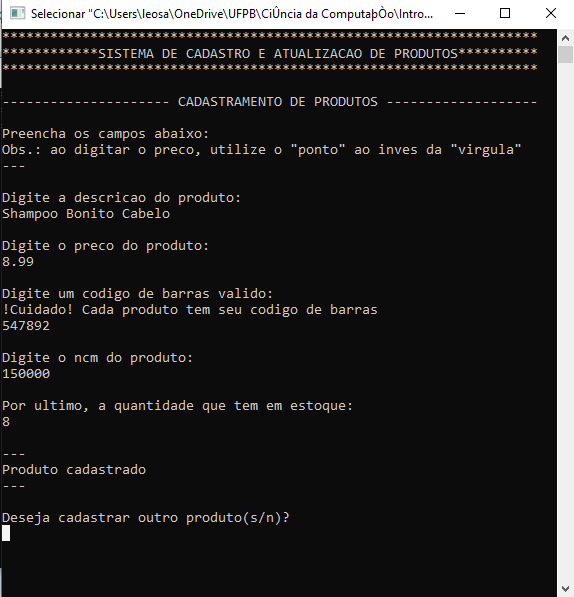 Selecionar "C:\Users\leosa\OneDrive\UFPB\CiÛncia da ComputaþÒo\Intro...
*******************************************************************
************SISTEMA DE CADASTRO E ATUALIZACAO DE PRODUTOS**********
*******************************************************************
--------------------- CADASTRAMENTO DE PRODUTOS -------------------
Preencha os campos abaixo:
Obs.: ao digitar o preco, utilize o "ponto" ao inves da "virgula"
---
Digite a descricao do produto:
Shampoo Bonito Cabelo
Digite o preco do produto:
8.99
Digite um codigo de barras valido:
!Cuidado! Cada produto tem seu codigo de barras
547892
Digite o ncm do produto:
150000
Por ultimo, a quantidade que tem em estoque:
8
---
Produto cadastrado
---
Deseja cadastrar outro produto(s/n)?